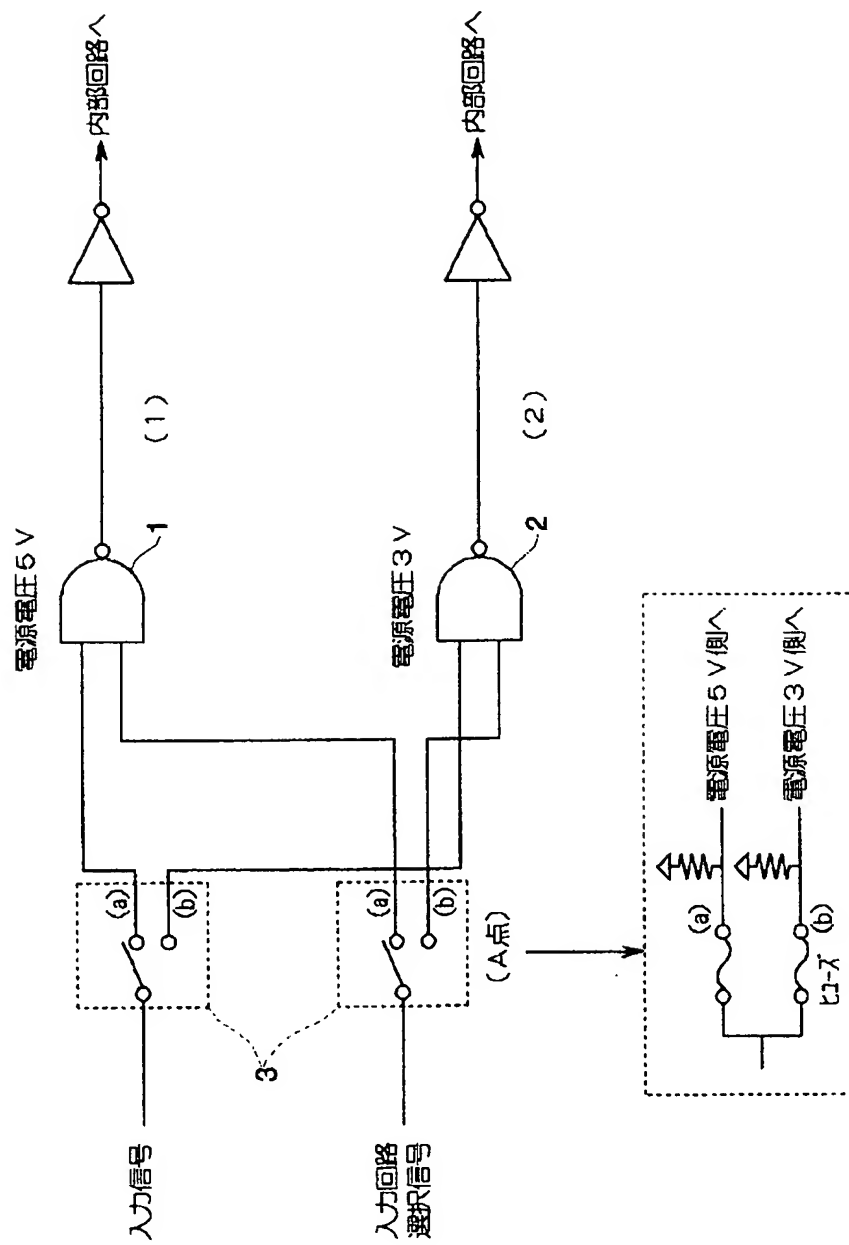 入力信号
入力回路
選択信号
3
(a)
(b)
(a)
(b)
(A点)
電源電圧5V
1
(1)
内部回路へ
電源電圧3V
2
(2)
内部回路へ
(a)
(b)
ヒューズ
電源電圧5V側へ
電源電圧3V側へ